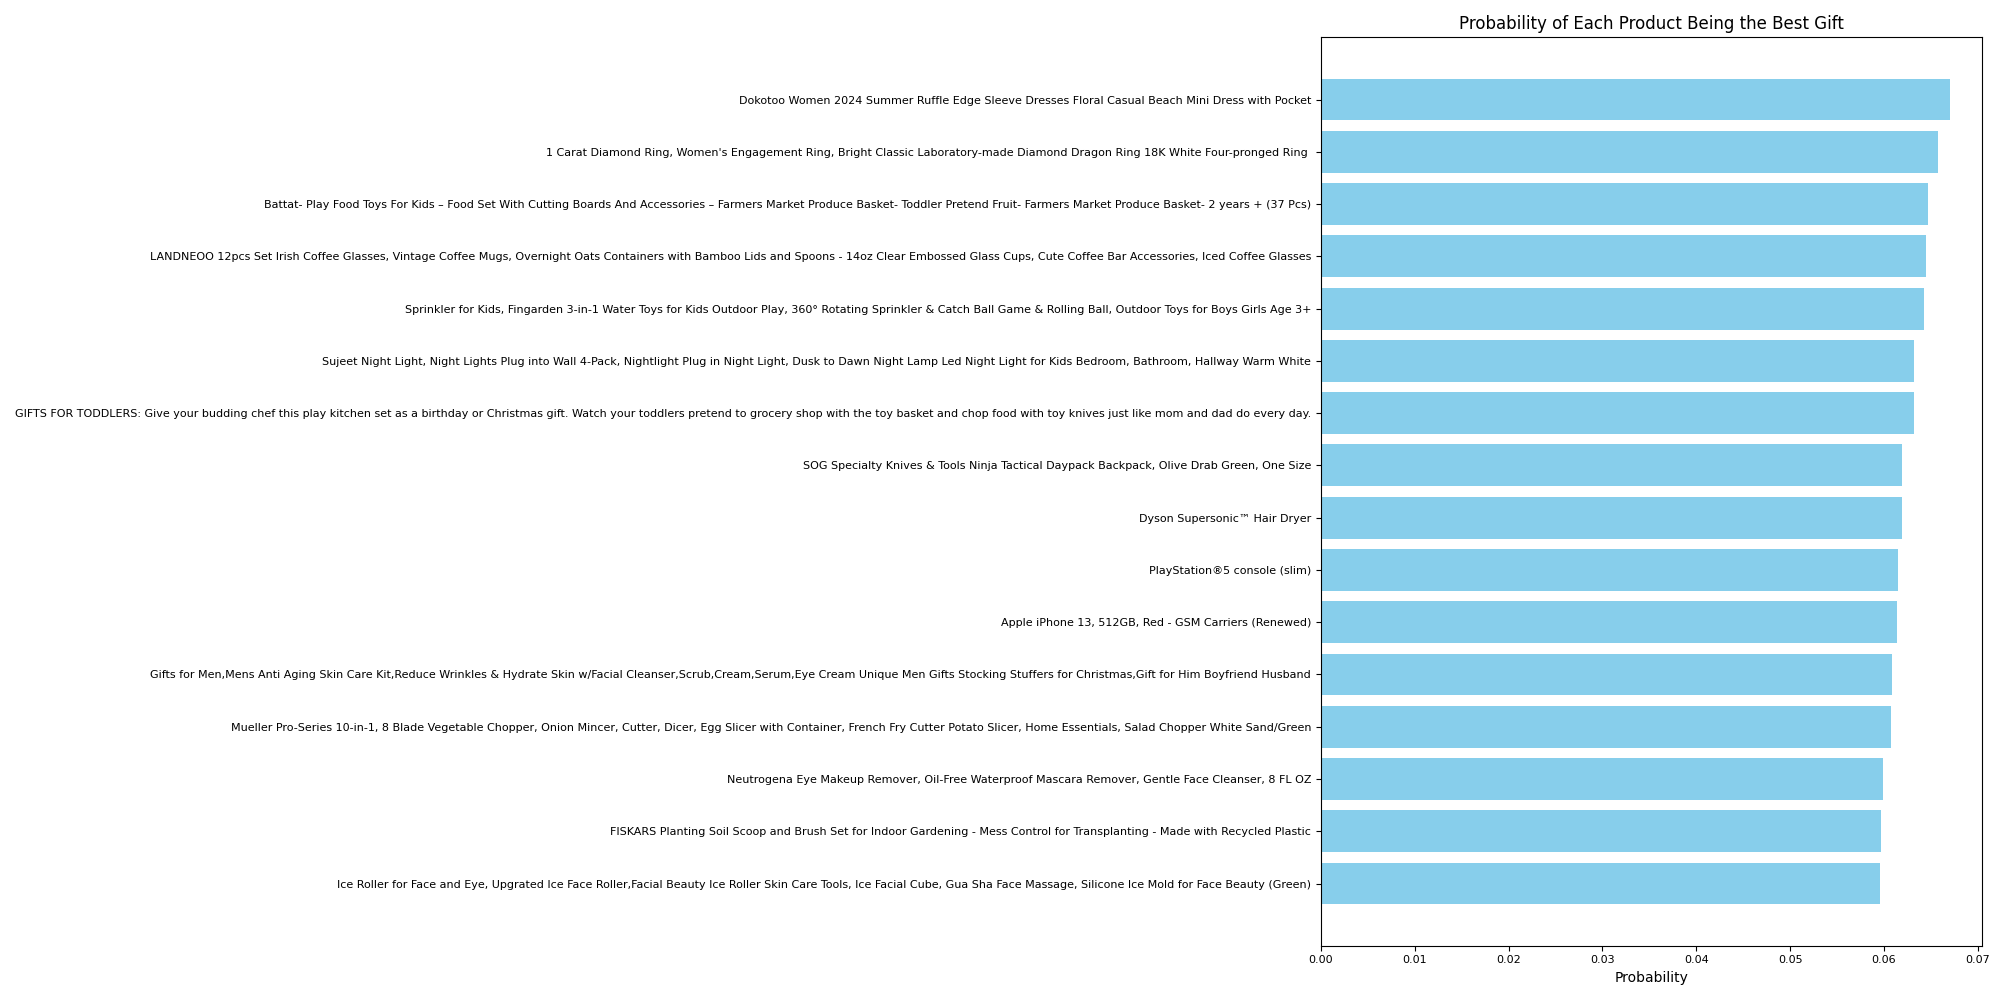 Probability of Each Product Being the Best Gift
Dokotoo Women 2024 Summer Ruffle Edge Sleeve Dresses Floral Casual Beach Mini Dress with Pocket
1 Carat Diamond Ring, Women's Engagement Ring, Bright Classic Laboratory-made Diamond Dragon Ring 18K White Four-pronged Ring
Battat- Play Food Toys For Kids – Food Set With Cutting Boards And Accessories – Farmers Market Produce Basket- Toddler Pretend Fruit- Farmers Market Produce Basket- 2 years + (37 Pcs)
LANDNEOO 12pcs Set Irish Coffee Glasses, Vintage Coffee Mugs, Overnight Oats Containers with Bamboo Lids and Spoons - 14oz Clear Embossed Glass Cups, Cute Coffee Bar Accessories, Iced Coffee Glasses
Sprinkler for Kids, Fingarden 3-in-1 Water Toys for Kids Outdoor Play, 360° Rotating Sprinkler & Catch Ball Game & Rolling Ball, Outdoor Toys for Boys Girls Age 3+
Sujeet Night Light, Night Lights Plug into Wall 4-Pack, Nightlight Plug in Night Light, Dusk to Dawn Night Lamp Led Night Light for Kids Bedroom, Bathroom, Hallway Warm White
GIFTS FOR TODDLERS: Give your budding chef this play kitchen set as a birthday or Christmas gift. Watch your toddlers pretend to grocery shop with the toy basket and chop food with toy knives just like mom and dad do every day.
SOG Specialty Knives & Tools Ninja Tactical Daypack Backpack, Olive Drab Green, One Size
Dyson Supersonic™ Hair Dryer
PlayStation®5 console (slim)
Apple iPhone 13, 512GB, Red - GSM Carriers (Renewed)
Gifts for Men,Mens Anti Aging Skin Care Kit,Reduce Wrinkles & Hydrate Skin w/Facial Cleanser,Scrub,Cream,Serum,Eye Cream Unique Men Gifts Stocking Stuffers for Christmas,Gift for Him Boyfriend Husband
Mueller Pro-Series 10-in-1, 8 Blade Vegetable Chopper, Onion Mincer, Cutter, Dicer, Egg Slicer with Container, French Fry Cutter Potato Slicer, Home Essentials, Salad Chopper White Sand/Green
Neutrogena Eye Makeup Remover, Oil-Free Waterproof Mascara Remover, Gentle Face Cleanser, 8 FL OZ
FISKARS Planting Soil Scoop and Brush Set for Indoor Gardening - Mess Control for Transplanting - Made with Recycled Plastic
Ice Roller for Face and Eye, Upgrated Ice Face Roller,Facial Beauty Ice Roller Skin Care Tools, Ice Facial Cube, Gua Sha Face Massage, Silicone Ice Mold for Face Beauty (Green)
0.00 0.01 0.02 0.03 0.04 0.05 0.06 0.07
Probability